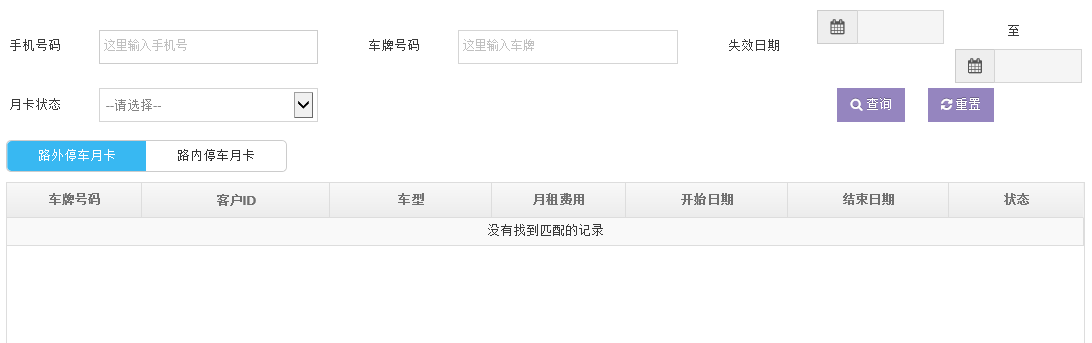 手机号码 这里输入手机号 车牌号码 这里输入车牌 失效日期 至
月卡状态 --请选择-- 查询 重置
路外停车月卡 路内停车月卡
车牌号码 客户ID 车型 月租费用 开始日期 结束日期 状态
没有找到匹配的记录